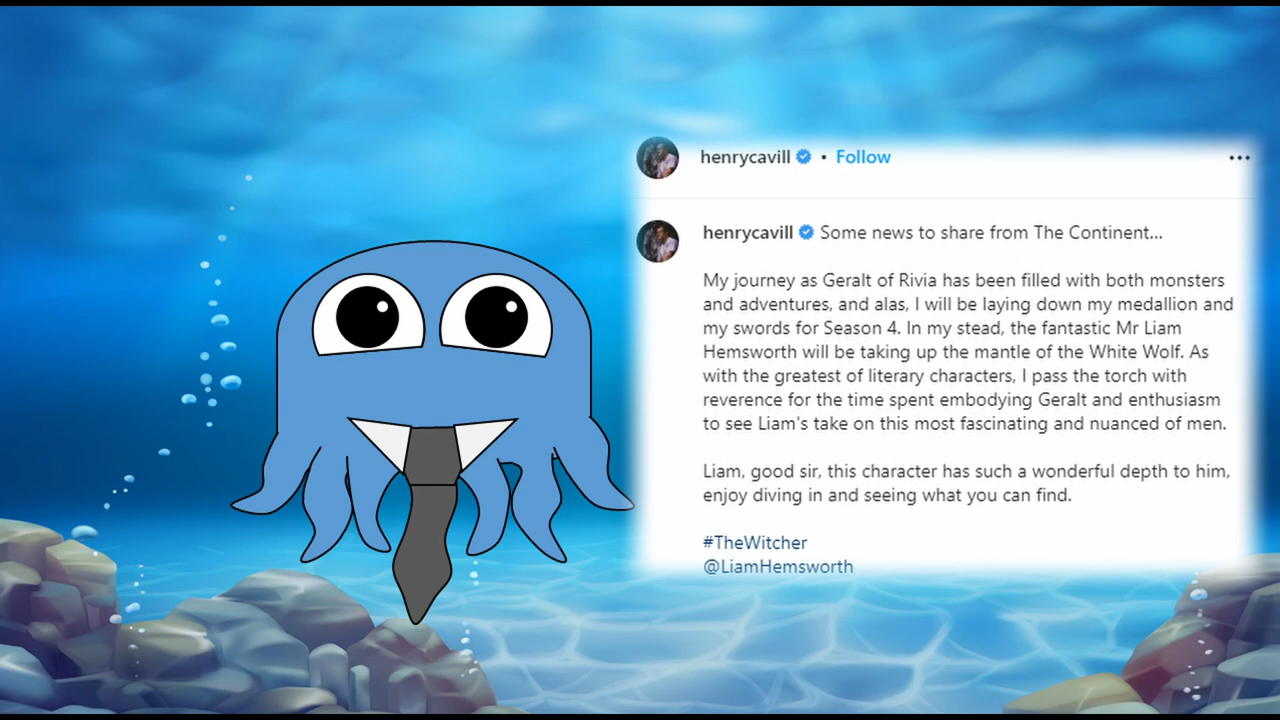 henrycavill • Follow
henrycavill Some news to share from The Continent...
My journey as Geralt of Rivia has been filled with both monsters
and adventures, and alas, I will be laying down my medallion and
my swords for Season 4. In my stead, the fantastic Mr Liam
Hemsworth will be taking up the mantle of the White Wolf. As
with the greatest of literary characters, I pass the torch with
reverence for the time spent embodying Geralt and enthusiasm
to see Liam's take on this most fascinating and nuanced of men.
Liam, good sir, this character has such a wonderful depth to him,
enjoy diving in and seeing what you can find.
#TheWitcher
@LiamHemsworth